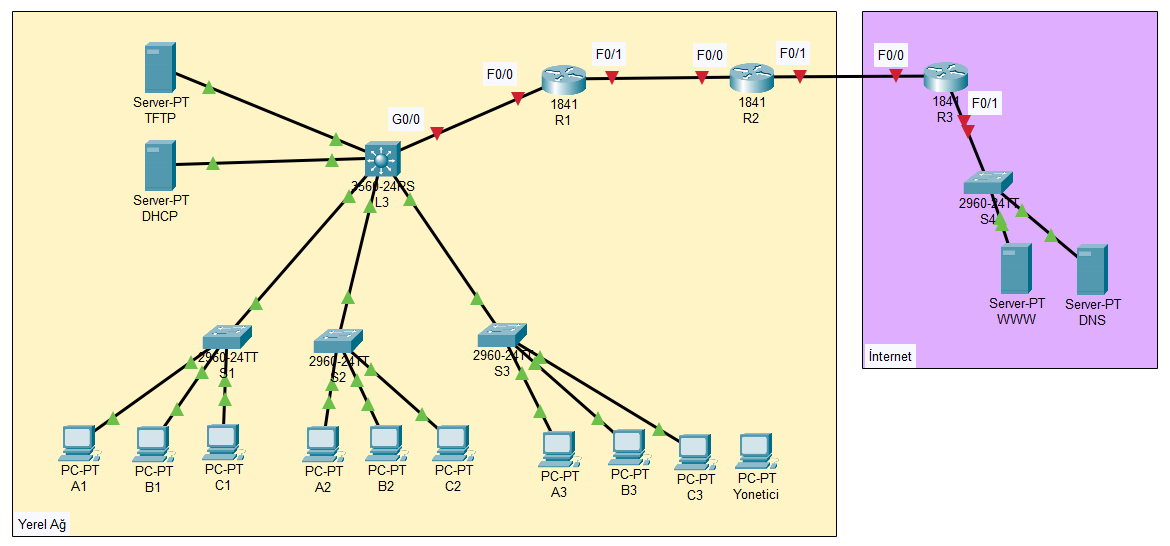 Server-PT
TFTP
Server-PT
DHCP
G0/0
F0/0
1841
R1
F0/1
F0/0
1841
R2
F0/1
3560-24PS
L3
2960-24TT
S1
2960-24TT
S2
2960-24TT
S3
PC-PT
A1
PC-PT
B1
PC-PT
C1
PC-PT
A2
PC-PT
B2
PC-PT
C2
PC-PT
A3
PC-PT
B3
PC-PT
C3
PC-PT
Yonetici
Yerel Ağ
F0/0
1841
R3
F0/1
2960-24TT
S4
Server-PT
WWW
Server-PT
DNS
İnternet